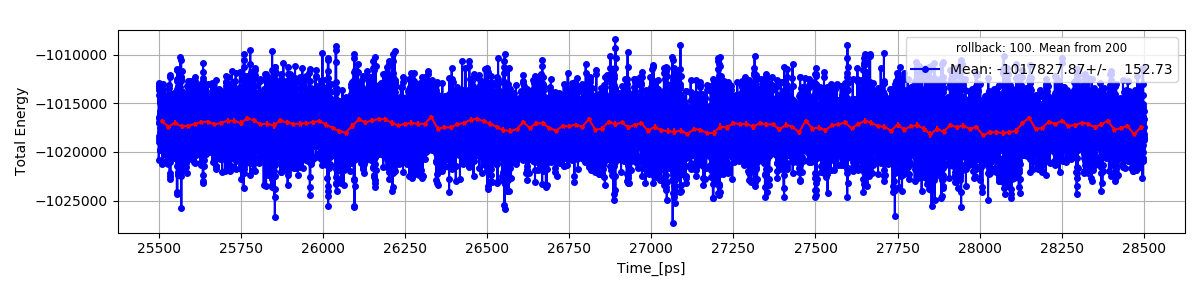 rollback: 100. Mean from 200
Mean: -1017827.87+/-    152.73
Total Energy
−1010000
−1015000
−1020000
−1025000
25500 25750 26000 26250 26500 26750 27000 27250 27500 27750 28000 28250 28500
Time_[ps]